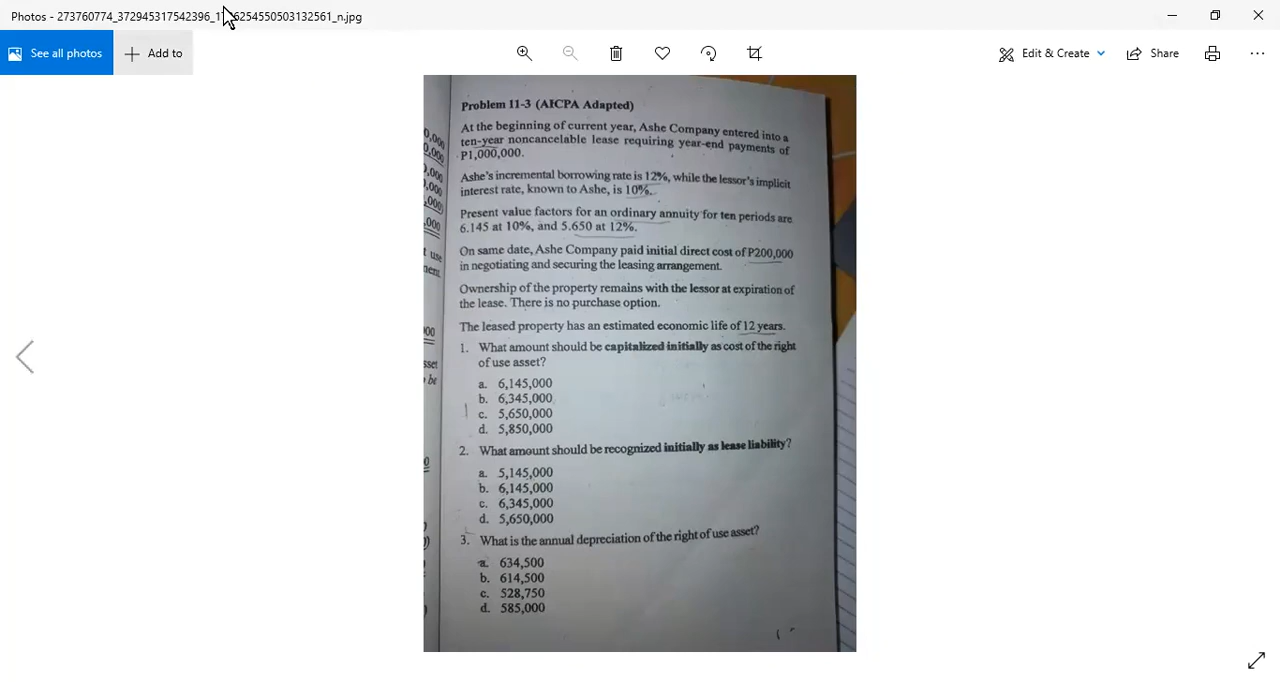 Photos - 273760774_372945317542396_1 6254550503132561_n.jpg
See all photos
Add to
Edit & Create
Share
Problem 11-3 (AICPA Adapted)
At the beginning of current year, Ashe Company entered into a
ten-year noncancelable lease requiring year-end payments of
P1,000,000.
Ashe's incremental borrowing rate is 12%, while the lessor's implicit
interest rate, known to Ashe, is 10%.
Present value factors for an ordinary annuity for ten periods are
6.145 at 10%, and 5.650 at 12%.
On same date, Ashe Company paid initial direct cost of P200,000
in negotiating and securing the leasing arrangement.
Ownership of the property remains with the lessor at expiration of
the lease. There is no purchase option.
The leased property has an estimated economic life of 12 years.
1. What amount should be capitalized initially as cost of the right
of use asset?
a. 6,145,000
b. 6,345,000
c. 5,650,000
d. 5,850,000
2. What amount should be recognized initially as lease liability?
a. 5,145,000
b. 6,145,000
c. 6,345,000
d. 5,650,000
3. What is the annual depreciation of the right of use asset?
a. 634,500
b. 614,500
c. 528,750
d. 585,000